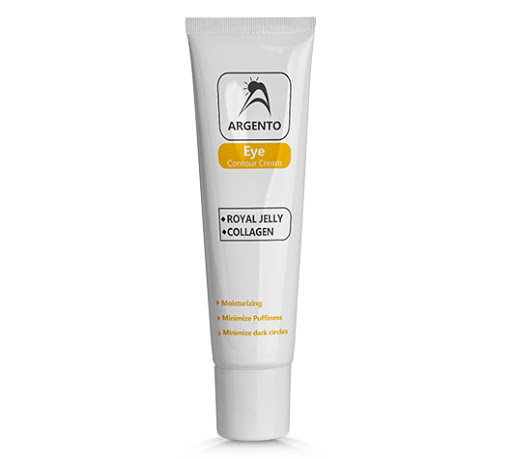 ARGENTO
Eye
Contour Cream
ROYAL JELLY
COLLAGEN
Moisturizing
Minimize Puffiness
Minimize dark circles